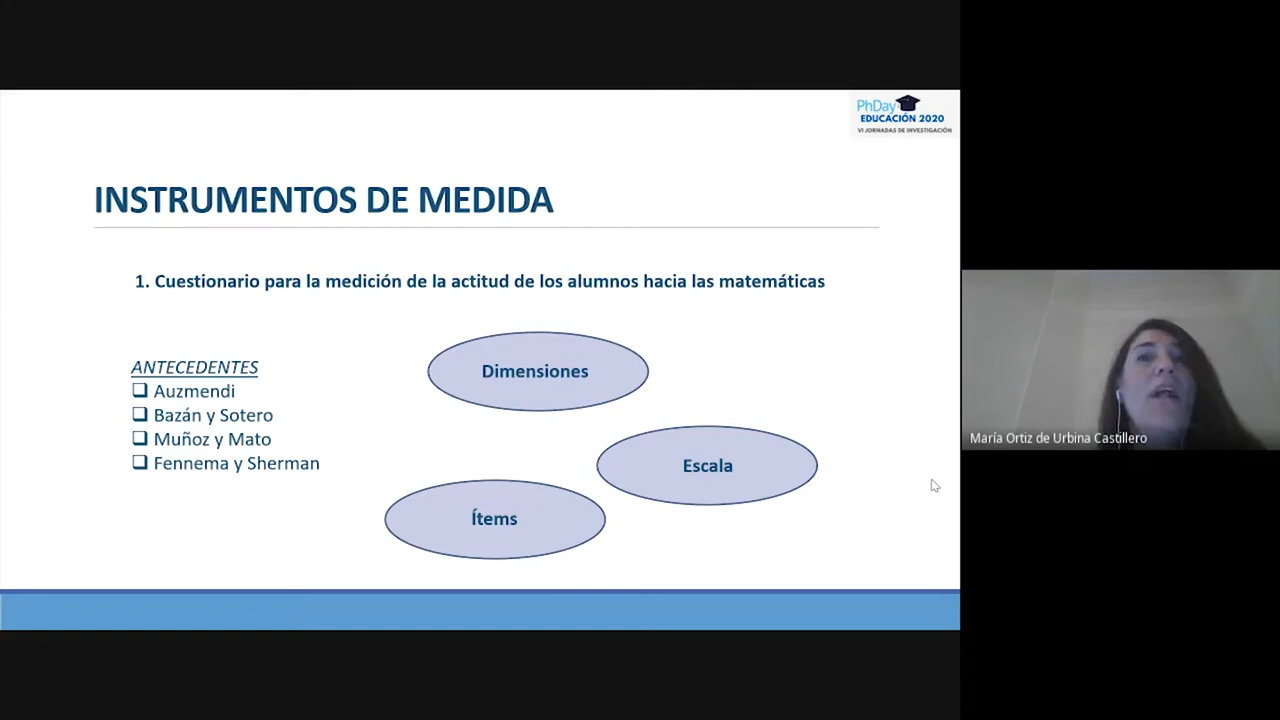 PhDay
EDUCACIÓN 2020
VI JORNADAS DE INVESTIGACIÓN
INSTRUMENTOS DE MEDIDA
1. Cuestionario para la medición de la actitud de los alumnos hacia las matemáticas
ANTECEDENTES
Auzmendi
Bazán y Sotero
Muñoz y Mato
Fennema y Sherman
Dimensiones
Escala
Ítems
María Ortiz de Urbina Castillero